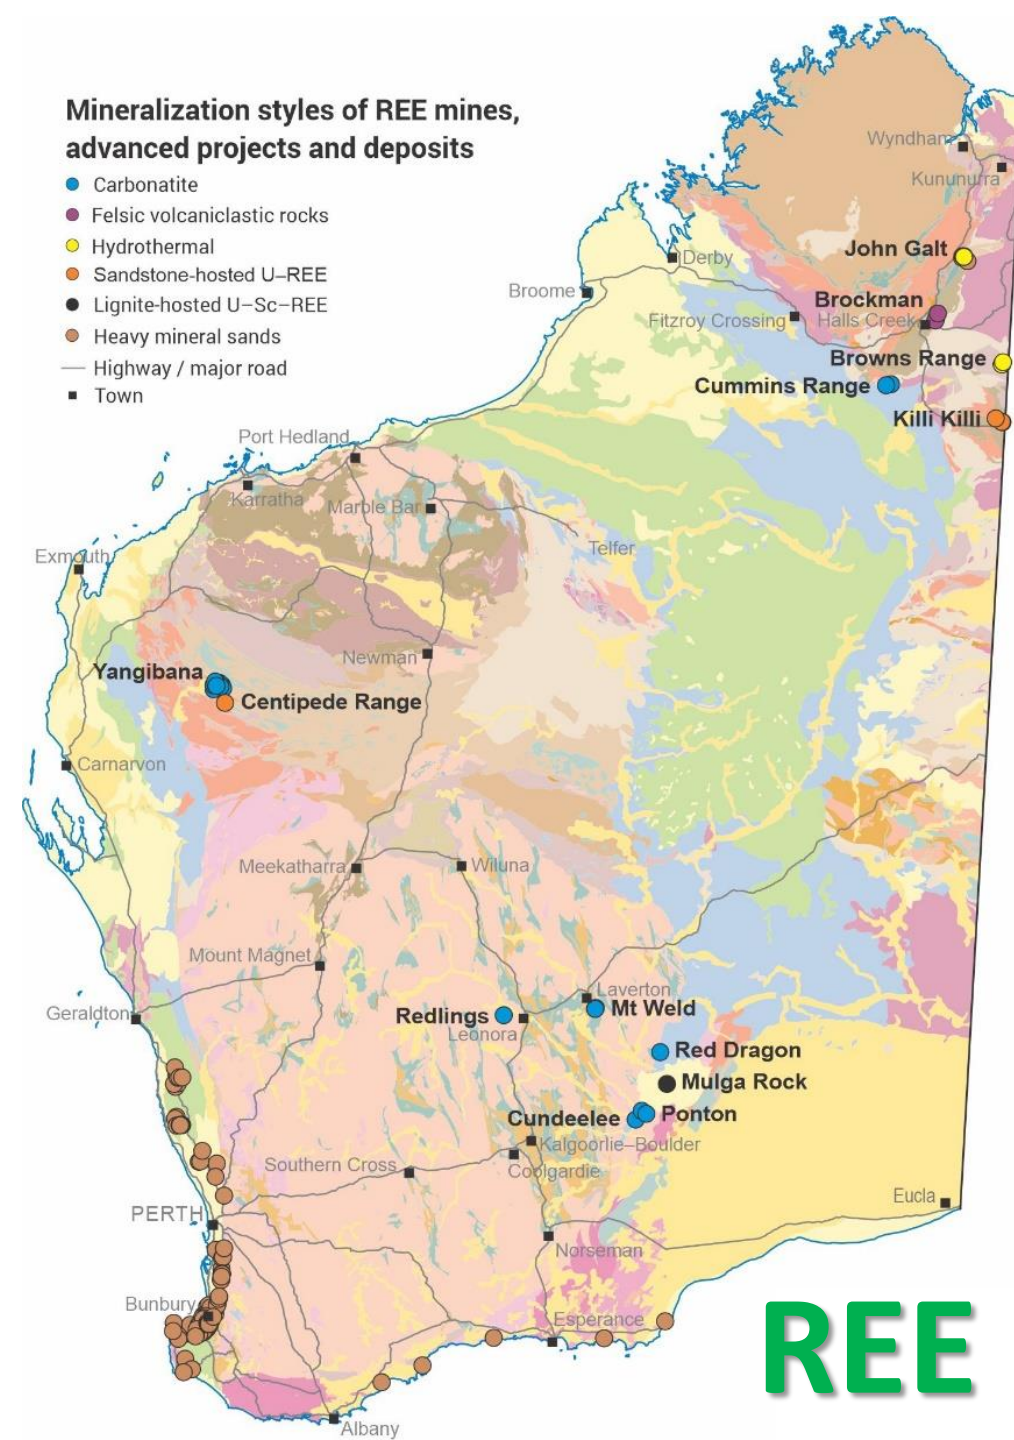 Mineralization styles of REE mines,
advanced projects and deposits
Carbonatite
Felsic volcaniclastic rocks
Hydrothermal
Sandstone-hosted U–REE
Lignite-hosted U–Sc–REE
Heavy mineral sands
Highway / major road
Town
Wyndham
Kununurra
John Galt
Derby
Broome
Brockman
Fitzroy Crossing
Halls Creek
Browns Range
Cummins Range
Killi Killi
Port Hedland
Karratha
Marble Bar
Telfer
Exmouth
Newman
Yangibana
Centipede Range
Carnarvon
Meekatharra
Wiluna
Mount Magnet
Laverton
Geraldton
Redlings
Mt Weld
Leonora
Red Dragon
Mulga Rock
Cundeelee
Ponton
Kalgoorlie–Boulder
Southern Cross
Coolgardie
Eucla
PERTH
Norseman
Bunbury
Esperance
REE
Albany